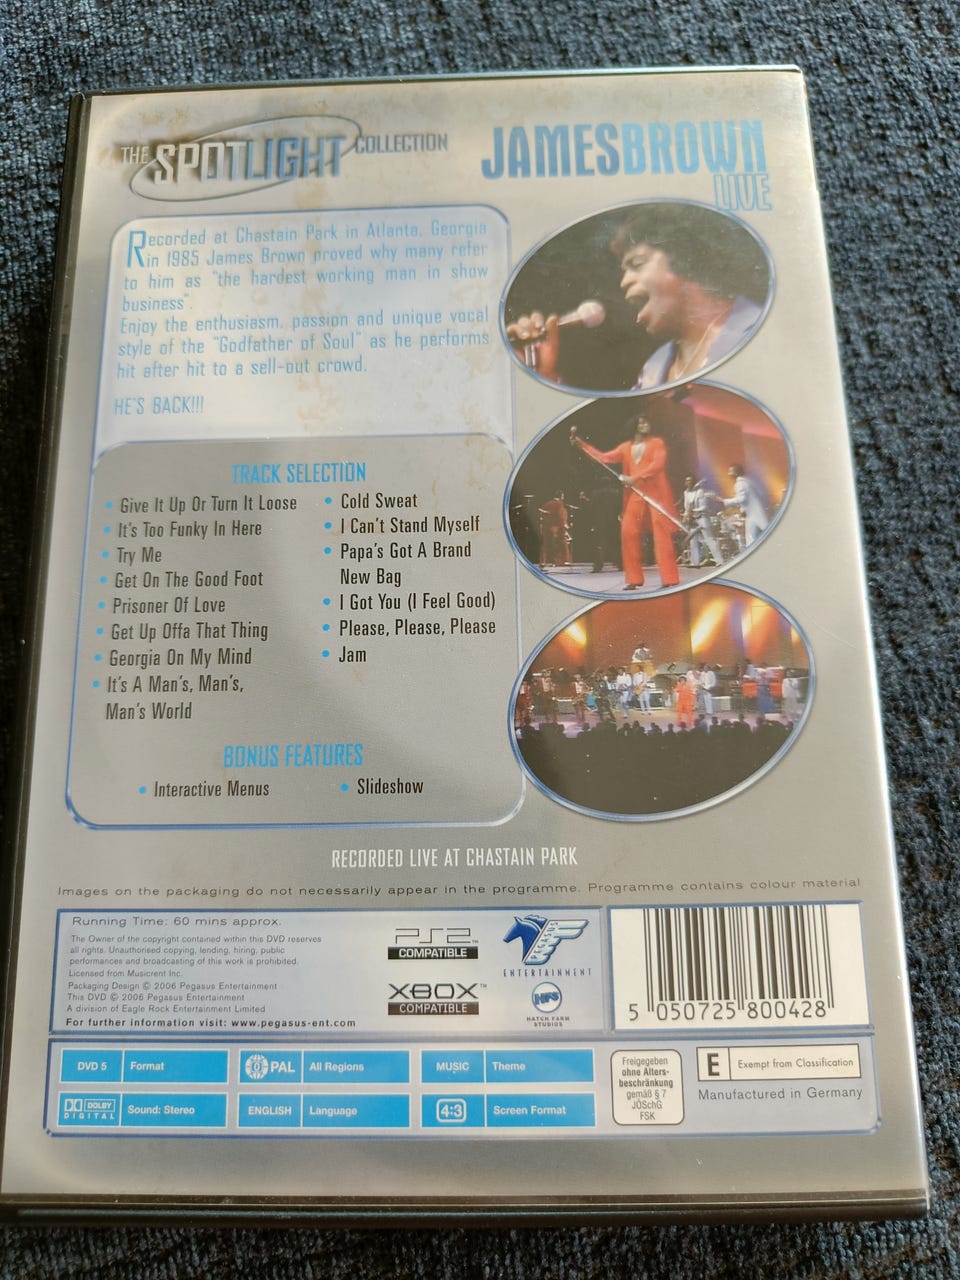 THE SPOTLIGHT COLLECTION
JAMESBROWN
LIVE
Recorded at Chastain Park in Atlanta, Georgia
in 1985 James Brown proved why many refer
to him as "the hardest working man in show
business".
Enjoy the enthusiasm, passion and unique vocal
style of the "Godfather of Soul" as he performs
hit after hit to a sell-out crowd.
HE'S BACK!!!
TRACK SELECTION
• Give It Up Or Turn It Loose
• It's Too Funky In Here
• Try Me
• Get On The Good Foot
• Prisoner Of Love
• Get Up Offa That Thing
• Georgia On My Mind
• It's A Man's, Man's,
Man's World
• Cold Sweat
• I Can't Stand Myself
• Papa's Got A Brand
New Bag
• I Got You (I Feel Good)
• Please, Please, Please
• Jam
BONUS FEATURES
• Interactive Menus
• Slideshow
RECORDED LIVE AT CHASTAIN PARK
Images on the packaging do not necessarily appear in the programme. Programme contains colour material
Running Time: 60 mins approx.
The Owner of the copyright contained within this DVD reserves
all rights. Unauthorised copying, lending, hiring, public
performances and broadcasting of this work is prohibited.
Licensed from Musicrent Inc.
Packaging Design © 2006 Pegasus Entertainment
This DVD © 2006 Pegasus Entertainment
A division of Eagle Rock Entertainment Limited
For further information visit: www.pegasus-ent.com
PS2™
COMPATIBLE
XBOX™
COMPATIBLE
PEGASUS
ENTERTAINMENT
HFS
HATCH FARM
STUDIOS
5 050725 800428
DVD 5 Format
PAL All Regions
MUSIC Theme
DOLBY
DIGITAL
Sound: Stereo
ENGLISH Language
4:3 Screen Format
Freigegeben
ohne Alters-
beschränkung
gemäß § 7
JÖSchG
FSK
E Exempt from Classification
Manufactured in Germany